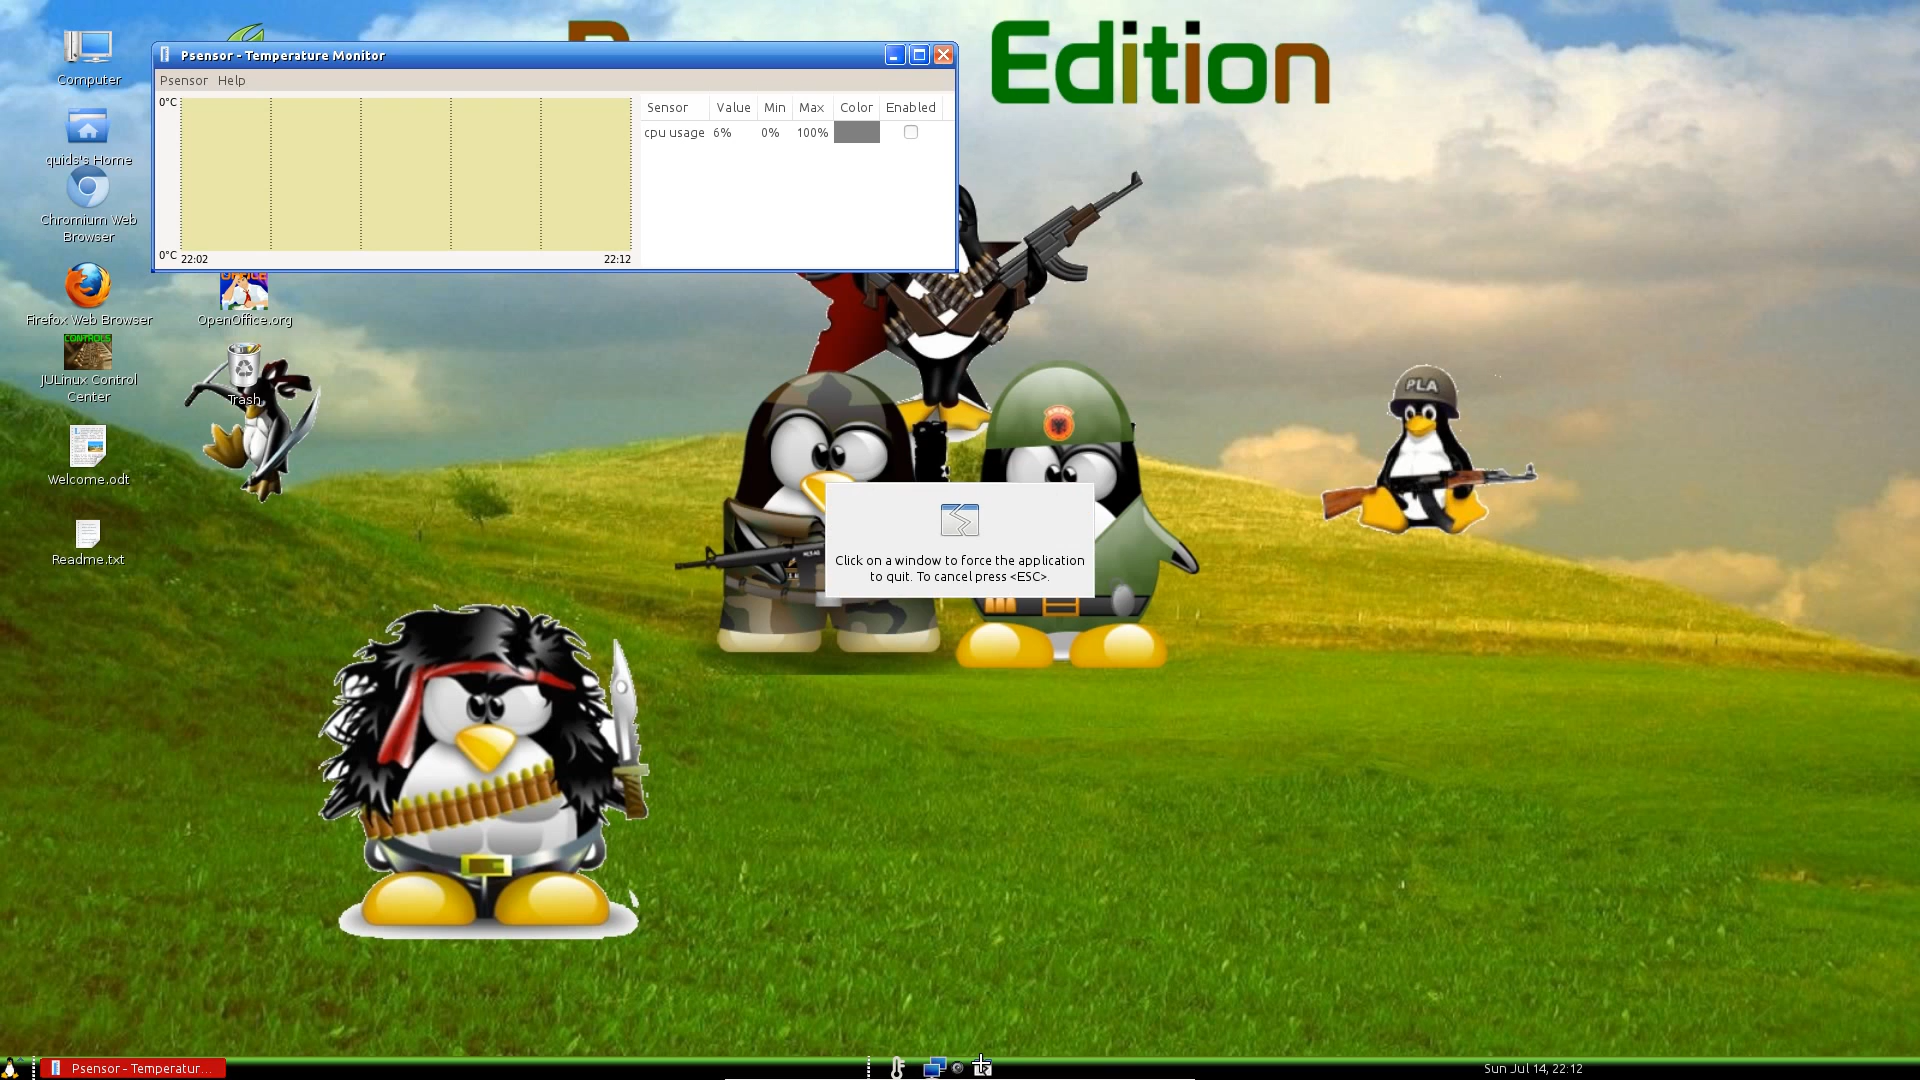 Edition
Computer
Psensor - Temperature Monitor
Psensor Help
0°C
Sensor Value Min Max Color Enabled
cpu usage 6% 0% 100%
0°C
22:02 22:12
quids's Home
Chromium Web
Browser
Firefox Web Browser
OFFICE
OpenOffice.org
CONTROLS
JULinux Control
Center
Trash
PLA
Welcome.odt
Readme.txt
Click on a window to force the application
to quit. To cancel press <ESC>.
Psensor - Temperatur...
Sun Jul 14, 22:12